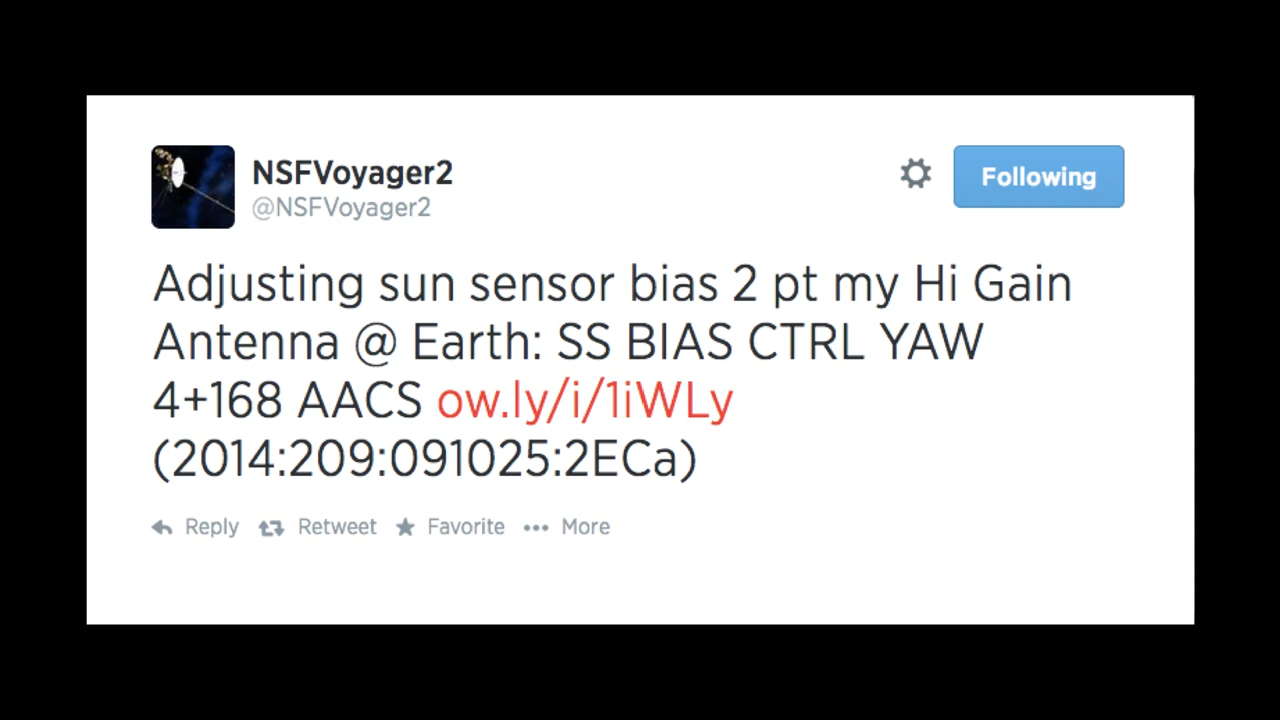 NSFVoyager2
@NSFVoyager2
Following
Adjusting sun sensor bias 2 pt my Hi Gain
Antenna @ Earth: SS BIAS CTRL YAW
4+168 AACS ow.ly/i/1iWLy
(2014:209:091025:2ECa)
Reply Retweet Favorite More